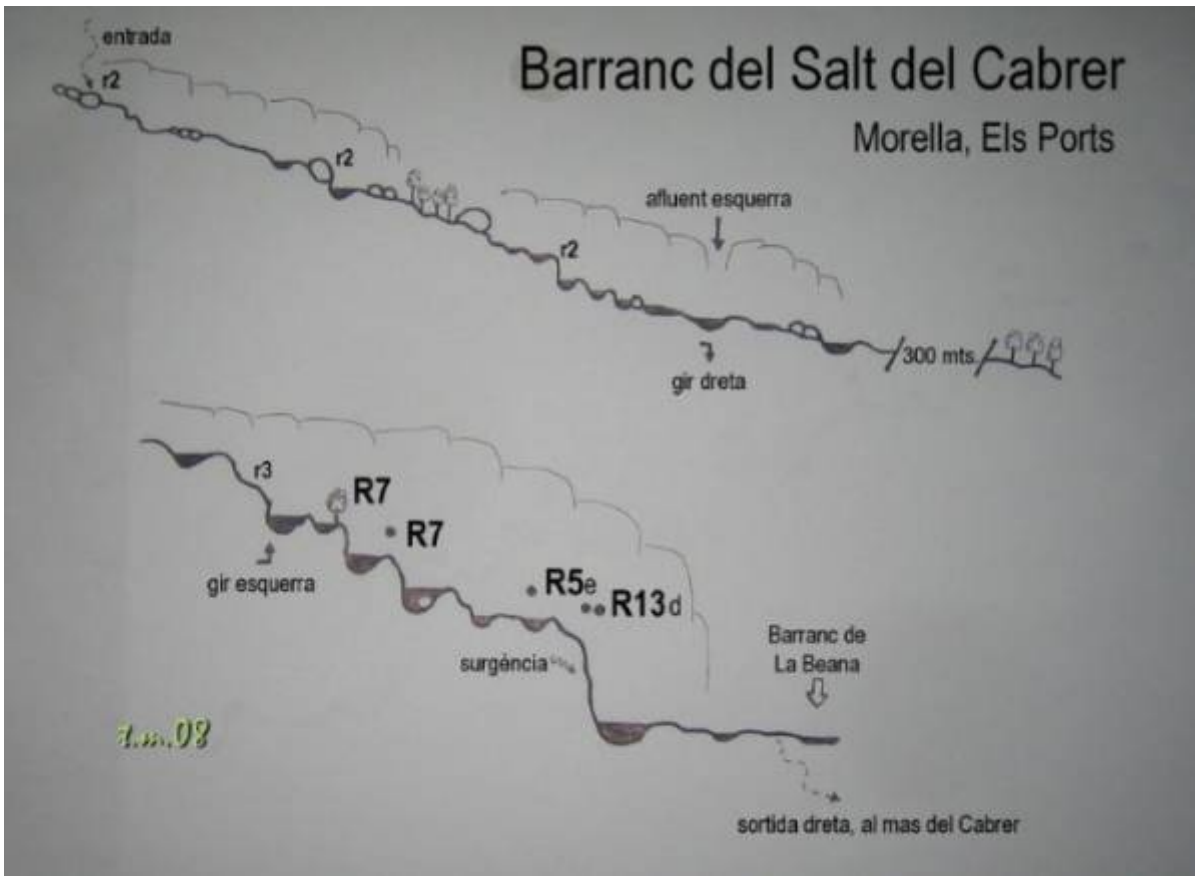 Barranc del Salt del Cabrer
Morella, Els Ports
entrada
r2
r2
afluent esquerra
r2
300 mts.
gir dreta
r3
R7
R7
gir esquerra
R5e
R13d
surgència
Barranc de
La Beana
z.m.08
sortida dreta, al mas del Cabrer